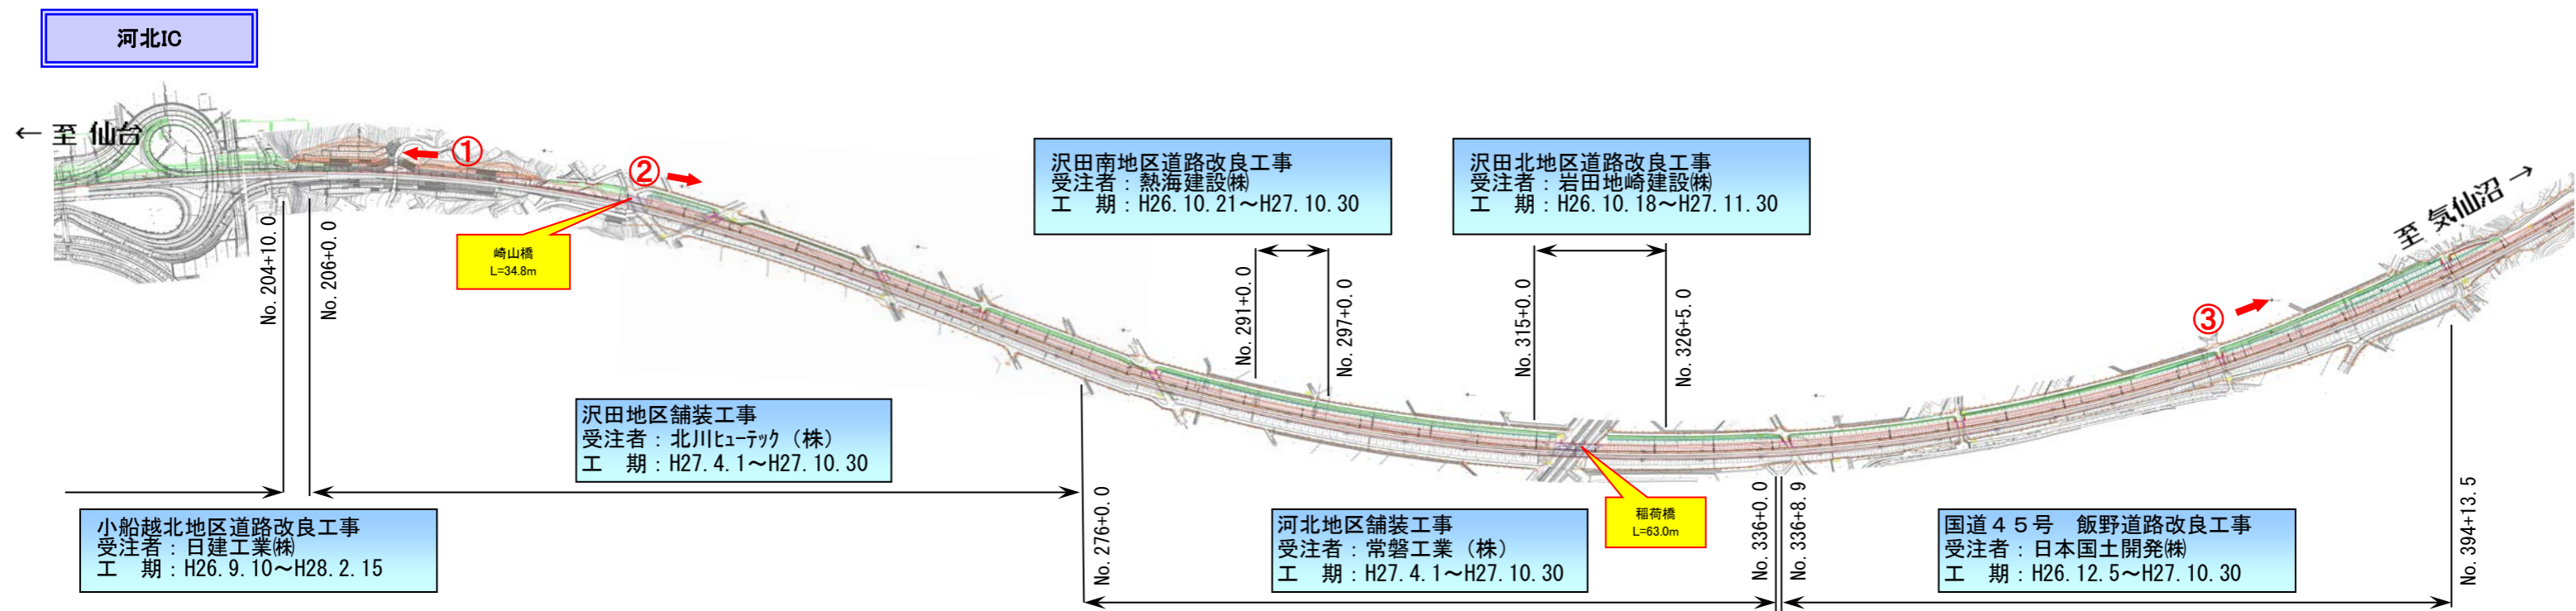 河北IC
← 至 仙台
①
②
沢田南地区道路改良工事
受注者：熱海建設㈱
工　期：H26.10.21～H27.10.30
沢田北地区道路改良工事
受注者：岩田地崎建設㈱
工　期：H26.10.18～H27.11.30
至 気仙沼 →
崎山橋
L=34.8m
No.204+10.0
No.206+0.0
No.291+0.0
No.297+0.0
No.315+0.0
No.326+5.0
③
沢田地区舗装工事
受注者：北川ﾋｭｰﾃｯｸ（株）
工　期：H27.4.1～H27.10.30
小船越北地区道路改良工事
受注者：日建工業㈱
工　期：H26.9.10～H28.2.15
No.276+0.0
河北地区舗装工事
受注者：常磐工業（株）
工　期：H27.4.1～H27.10.30
稲荷橋
L=63.0m
No.336+0.0
No.336+8.9
国道４５号　飯野道路改良工事
受注者：日本国土開発㈱
工　期：H26.12.5～H27.10.30
No.394+13.5